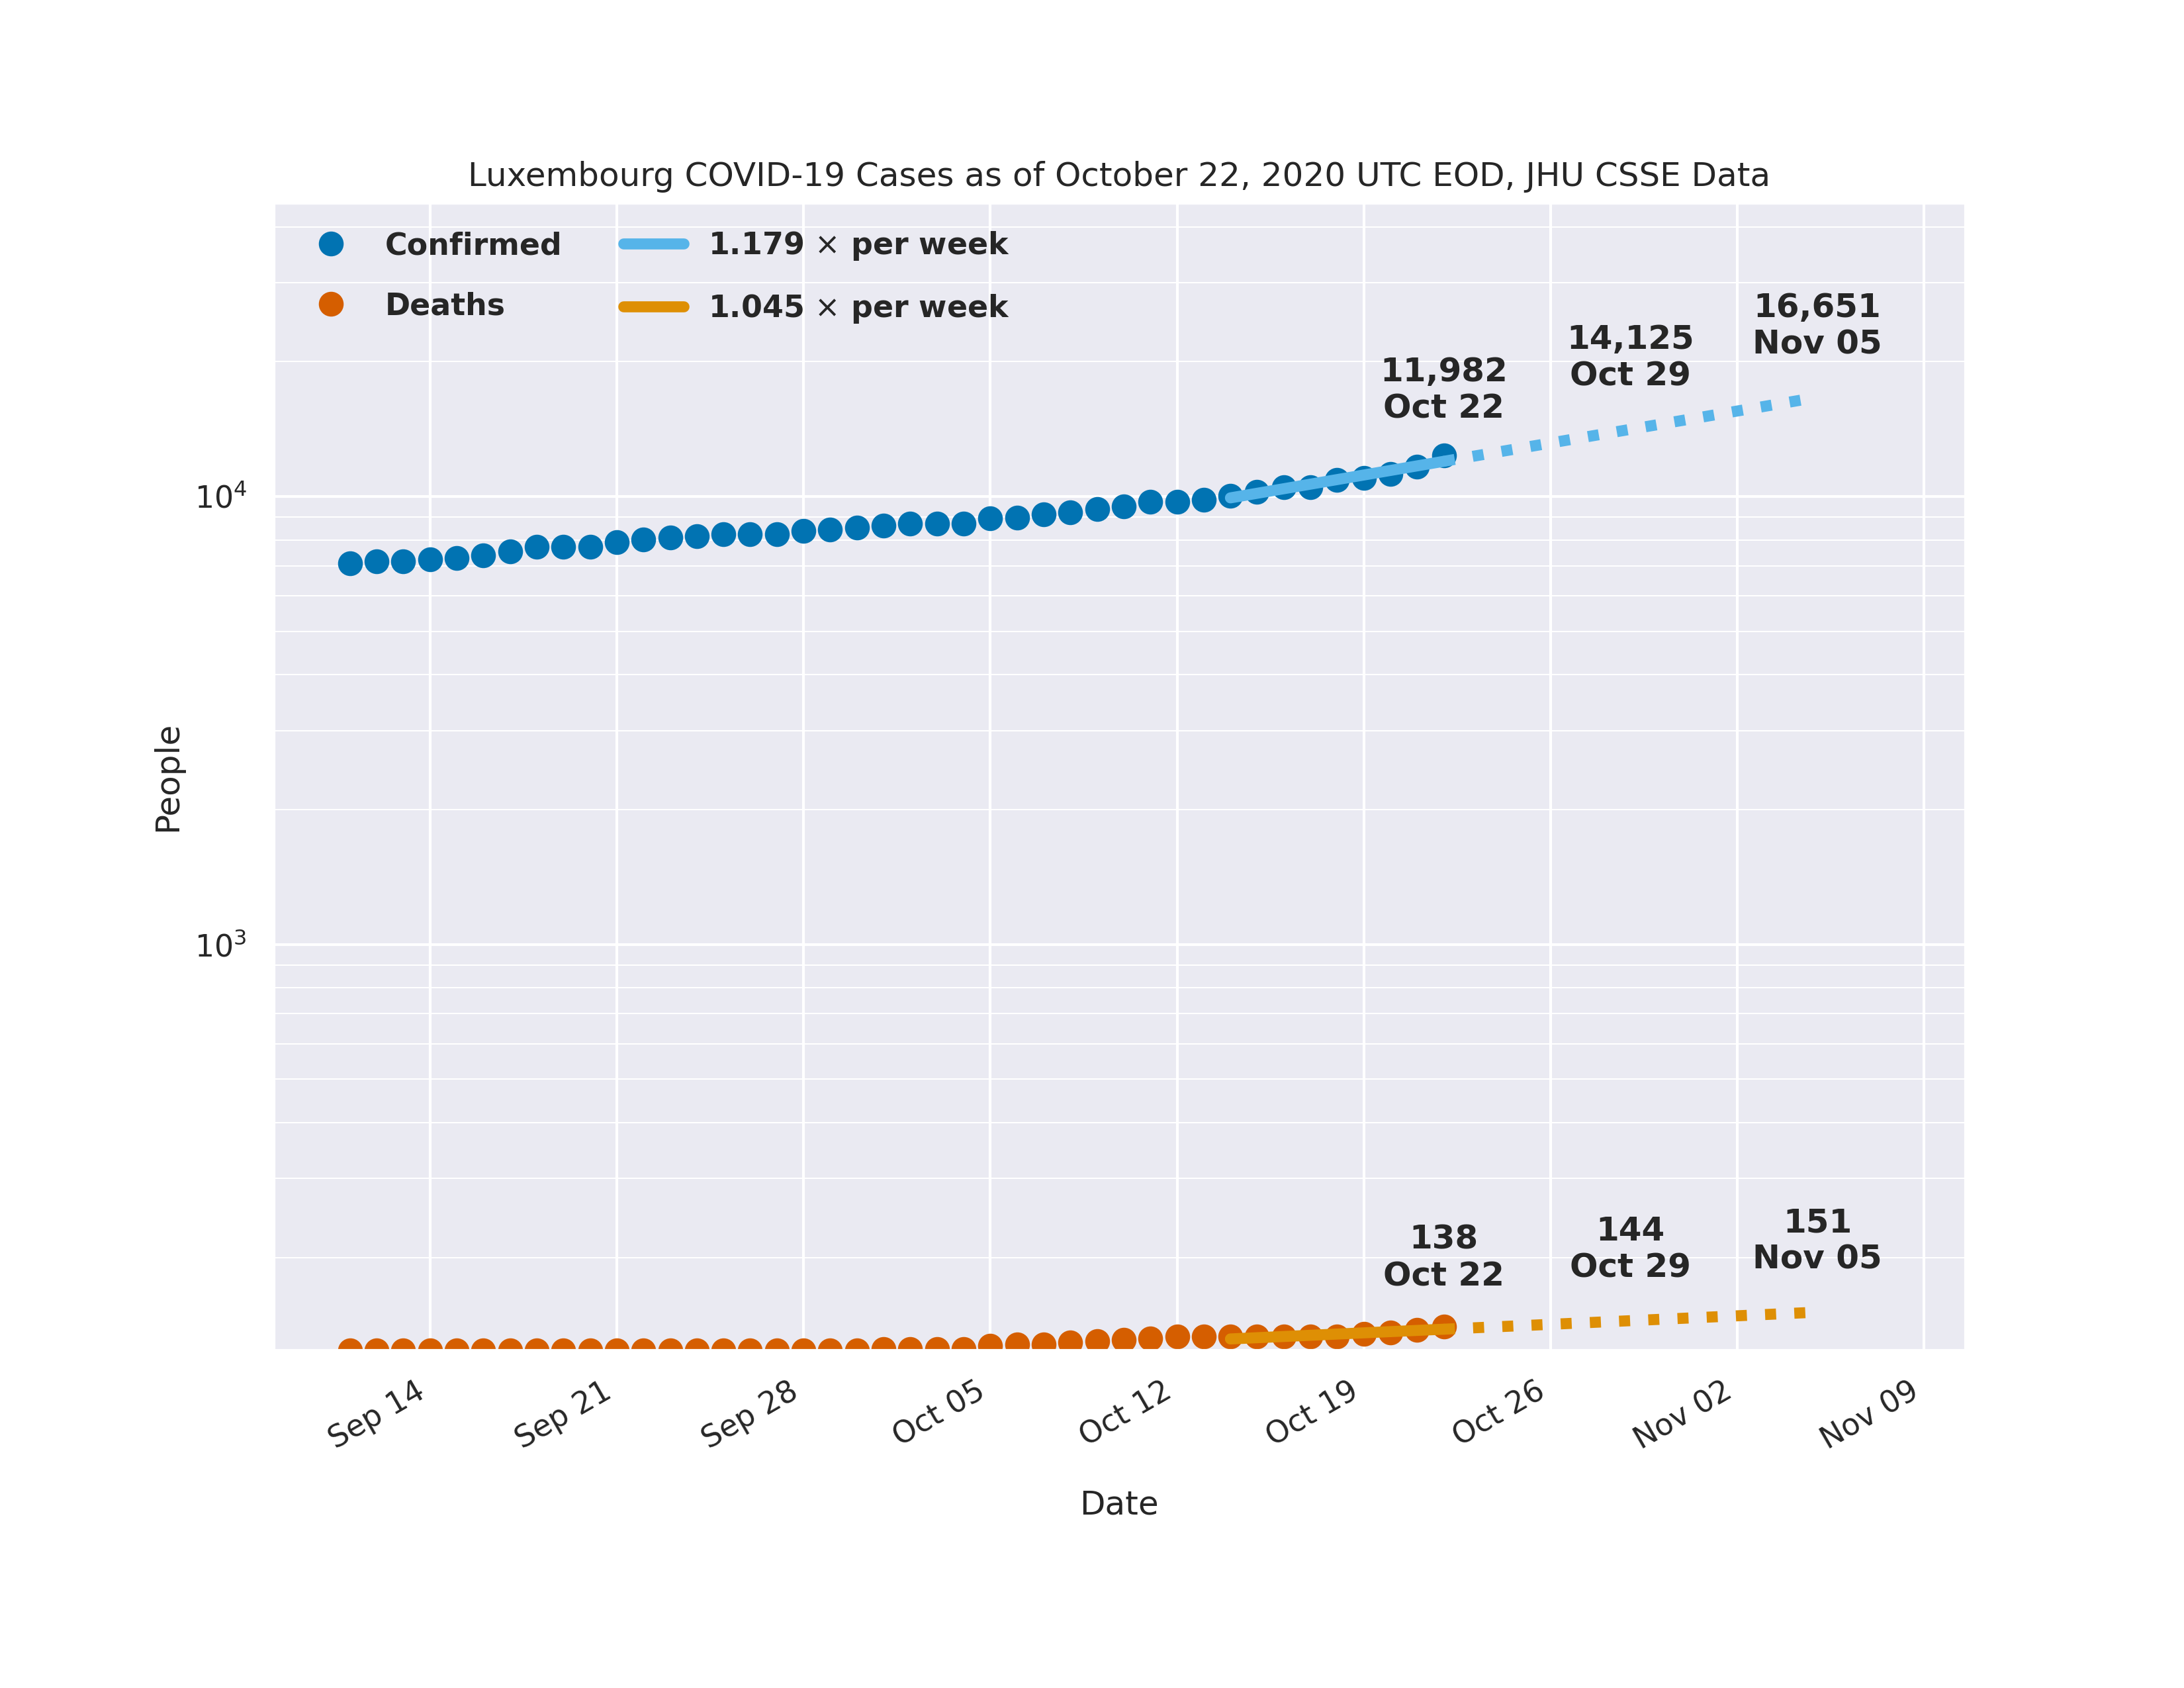 Luxembourg COVID-19 Cases as of October 22, 2020 UTC EOD, JHU CSSE Data
Confirmed
Deaths
1.179 × per week
1.045 × per week
11,982
Oct 22
14,125
Oct 29
16,651
Nov 05
10⁴
10³
People
138
Oct 22
144
Oct 29
151
Nov 05
Sep 14
Sep 21
Sep 28
Oct 05
Oct 12
Oct 19
Oct 26
Nov 02
Nov 09
Date